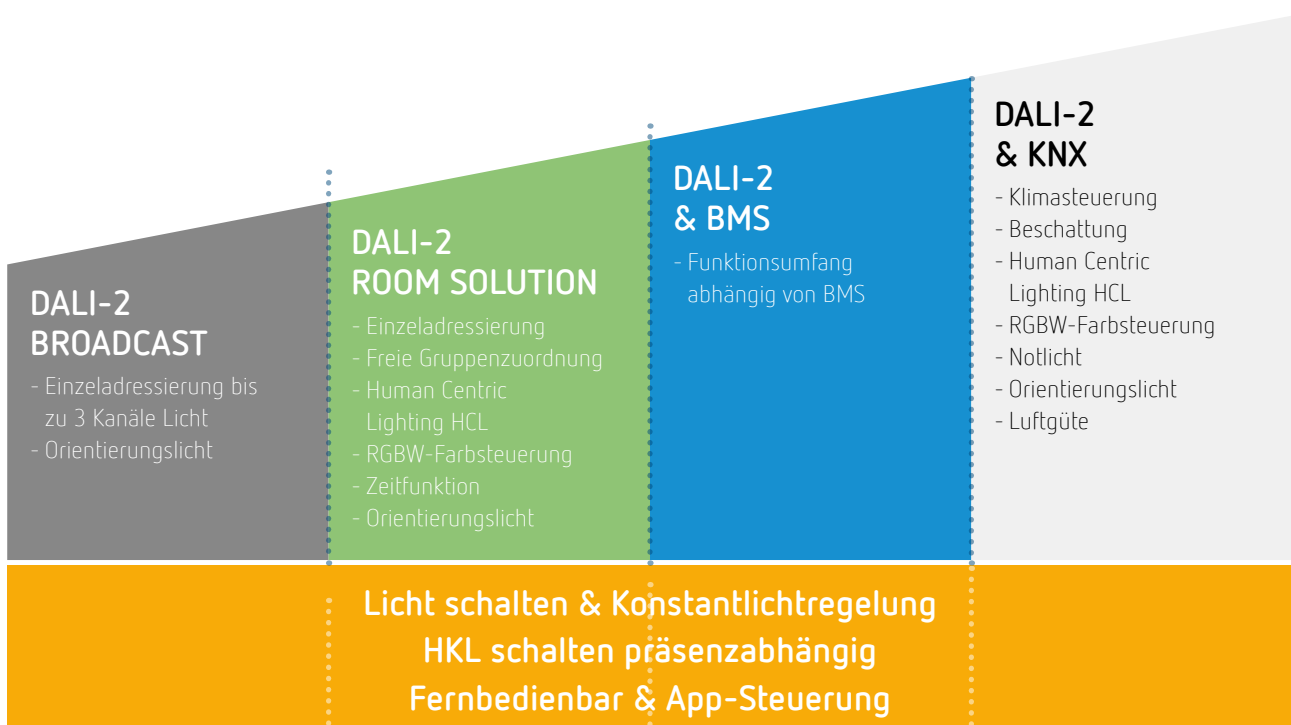 DALI-2
BROADCAST
- Einzeladressierung bis
zu 3 Kanäle Licht
- Orientierungslicht
DALI-2
ROOM SOLUTION
- Einzeladressierung
- Freie Gruppenzuordnung
- Human Centric
Lighting HCL
- RGBW-Farbsteuerung
- Zeitfunktion
- Orientierungslicht
DALI-2
& BMS
- Funktionsumfang
abhängig von BMS
DALI-2
& KNX
- Klimasteuerung
- Beschattung
- Human Centric
Lighting HCL
- RGBW-Farbsteuerung
- Notlicht
- Orientierungslicht
- Luftgüte
Licht schalten & Konstantlichtregelung
HKL schalten präsenzabhängig
Fernbedienbar & App-Steuerung